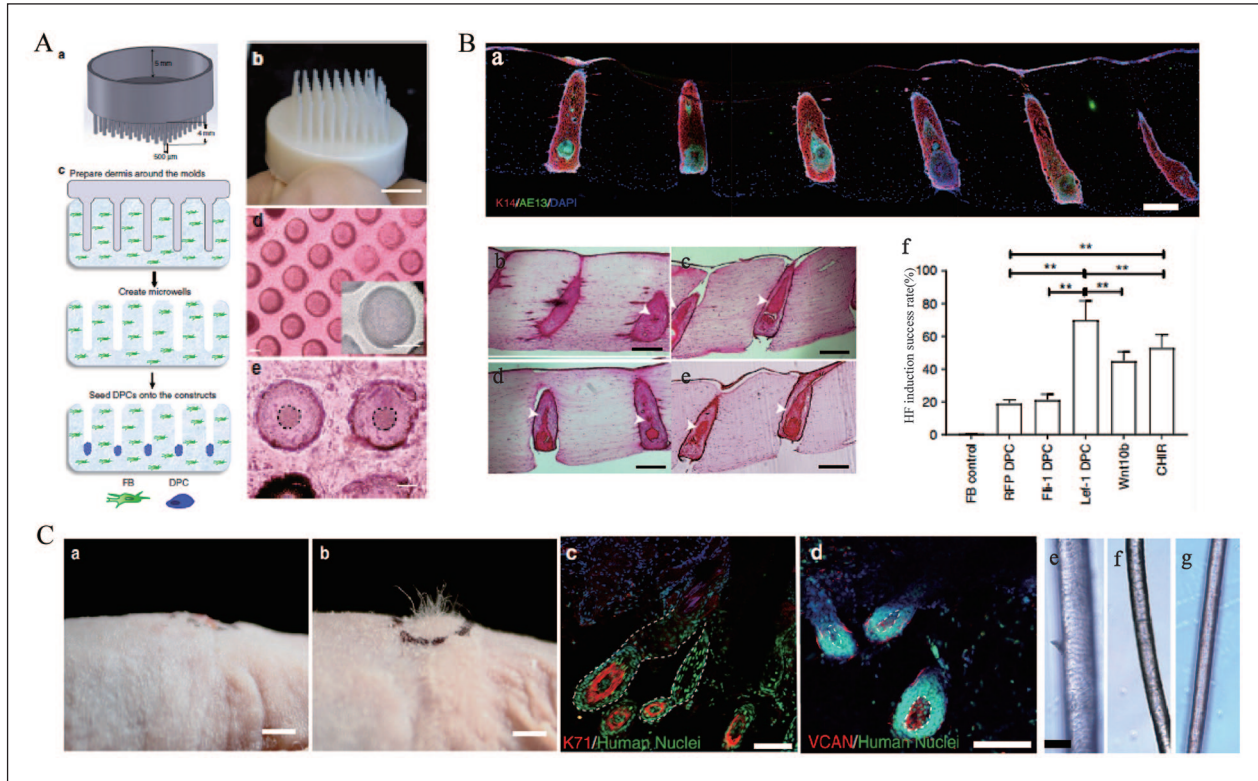 A
a
5 mm
4 mm
500 µm
b
c
Prepare dermis around the molds
Create microwells
Seed DPCs onto the constructs
FB
DPC
d
e
B
a
K14/AE13/DAPI
b
c
d
e
f
HF induction success rate(%)
100
80
60
40
20
0
**
**
**
**
**
FB control
RFP DPC
Fli-1 DPC
Lef-1 DPC
Wnt10b
CHIR
C
a
b
c
K71/Human Nuclei
d
VCAN/Human Nuclei
e
f
g